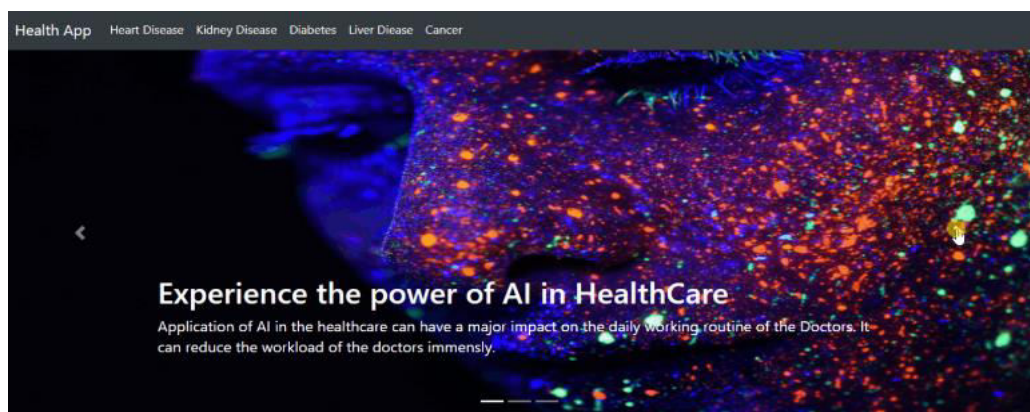 Health App Heart Disease Kidney Disease Diabetes Liver Diease Cancer
Experience the power of AI in HealthCare
Application of AI in the healthcare can have a major impact on the daily working routine of the Doctors. It
can reduce the workload of the doctors immensly.